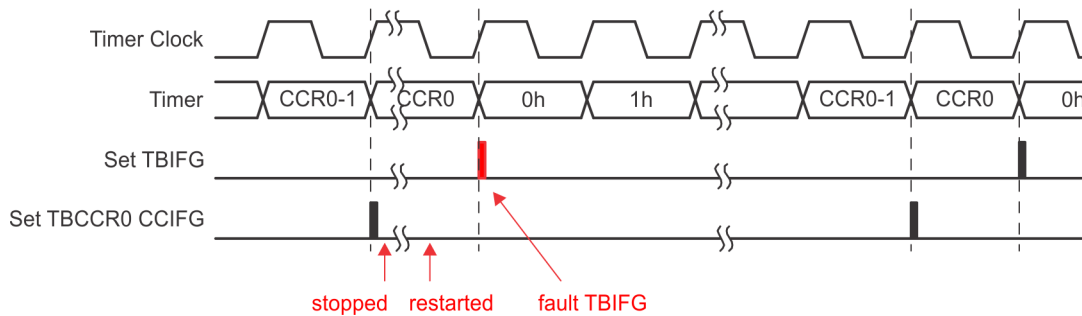 Timer Clock
Timer CCR0-1 CCR0 0h 1h CCR0-1 CCR0 0h
Set TBIFG
Set TBCCR0 CCIFG
stopped restarted fault TBIFG